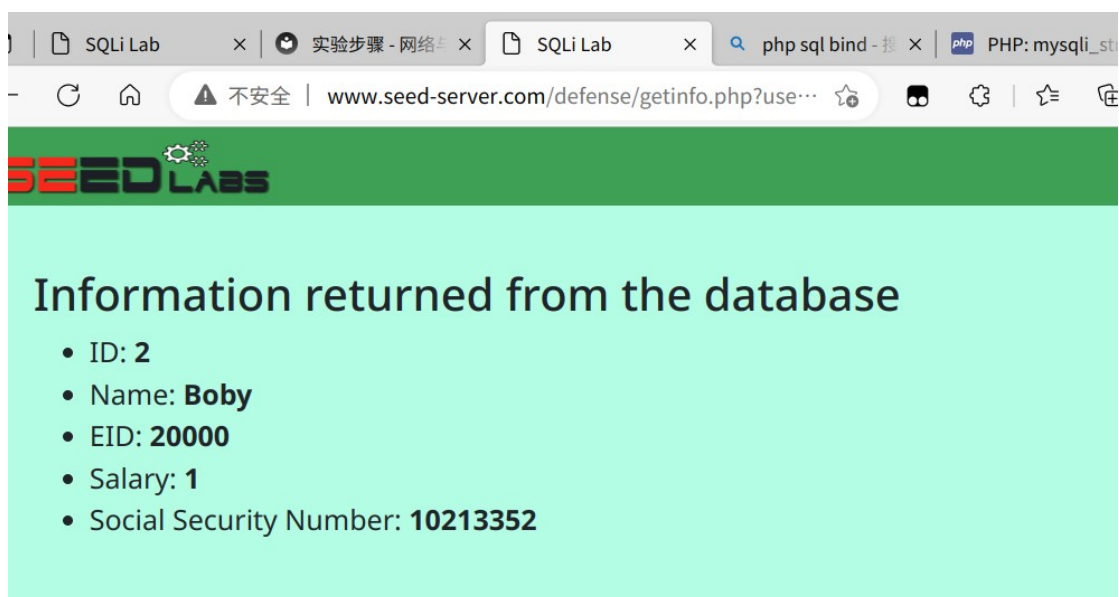 SQLi Lab
实验步骤 - 网络与
SQLi Lab
php sql bind - 搜
PHP: mysqli_st
不安全
www.seed-server.com/defense/getinfo.php?use…
SEED LABS
Information returned from the database
ID: 2
Name: Boby
EID: 20000
Salary: 1
Social Security Number: 10213352